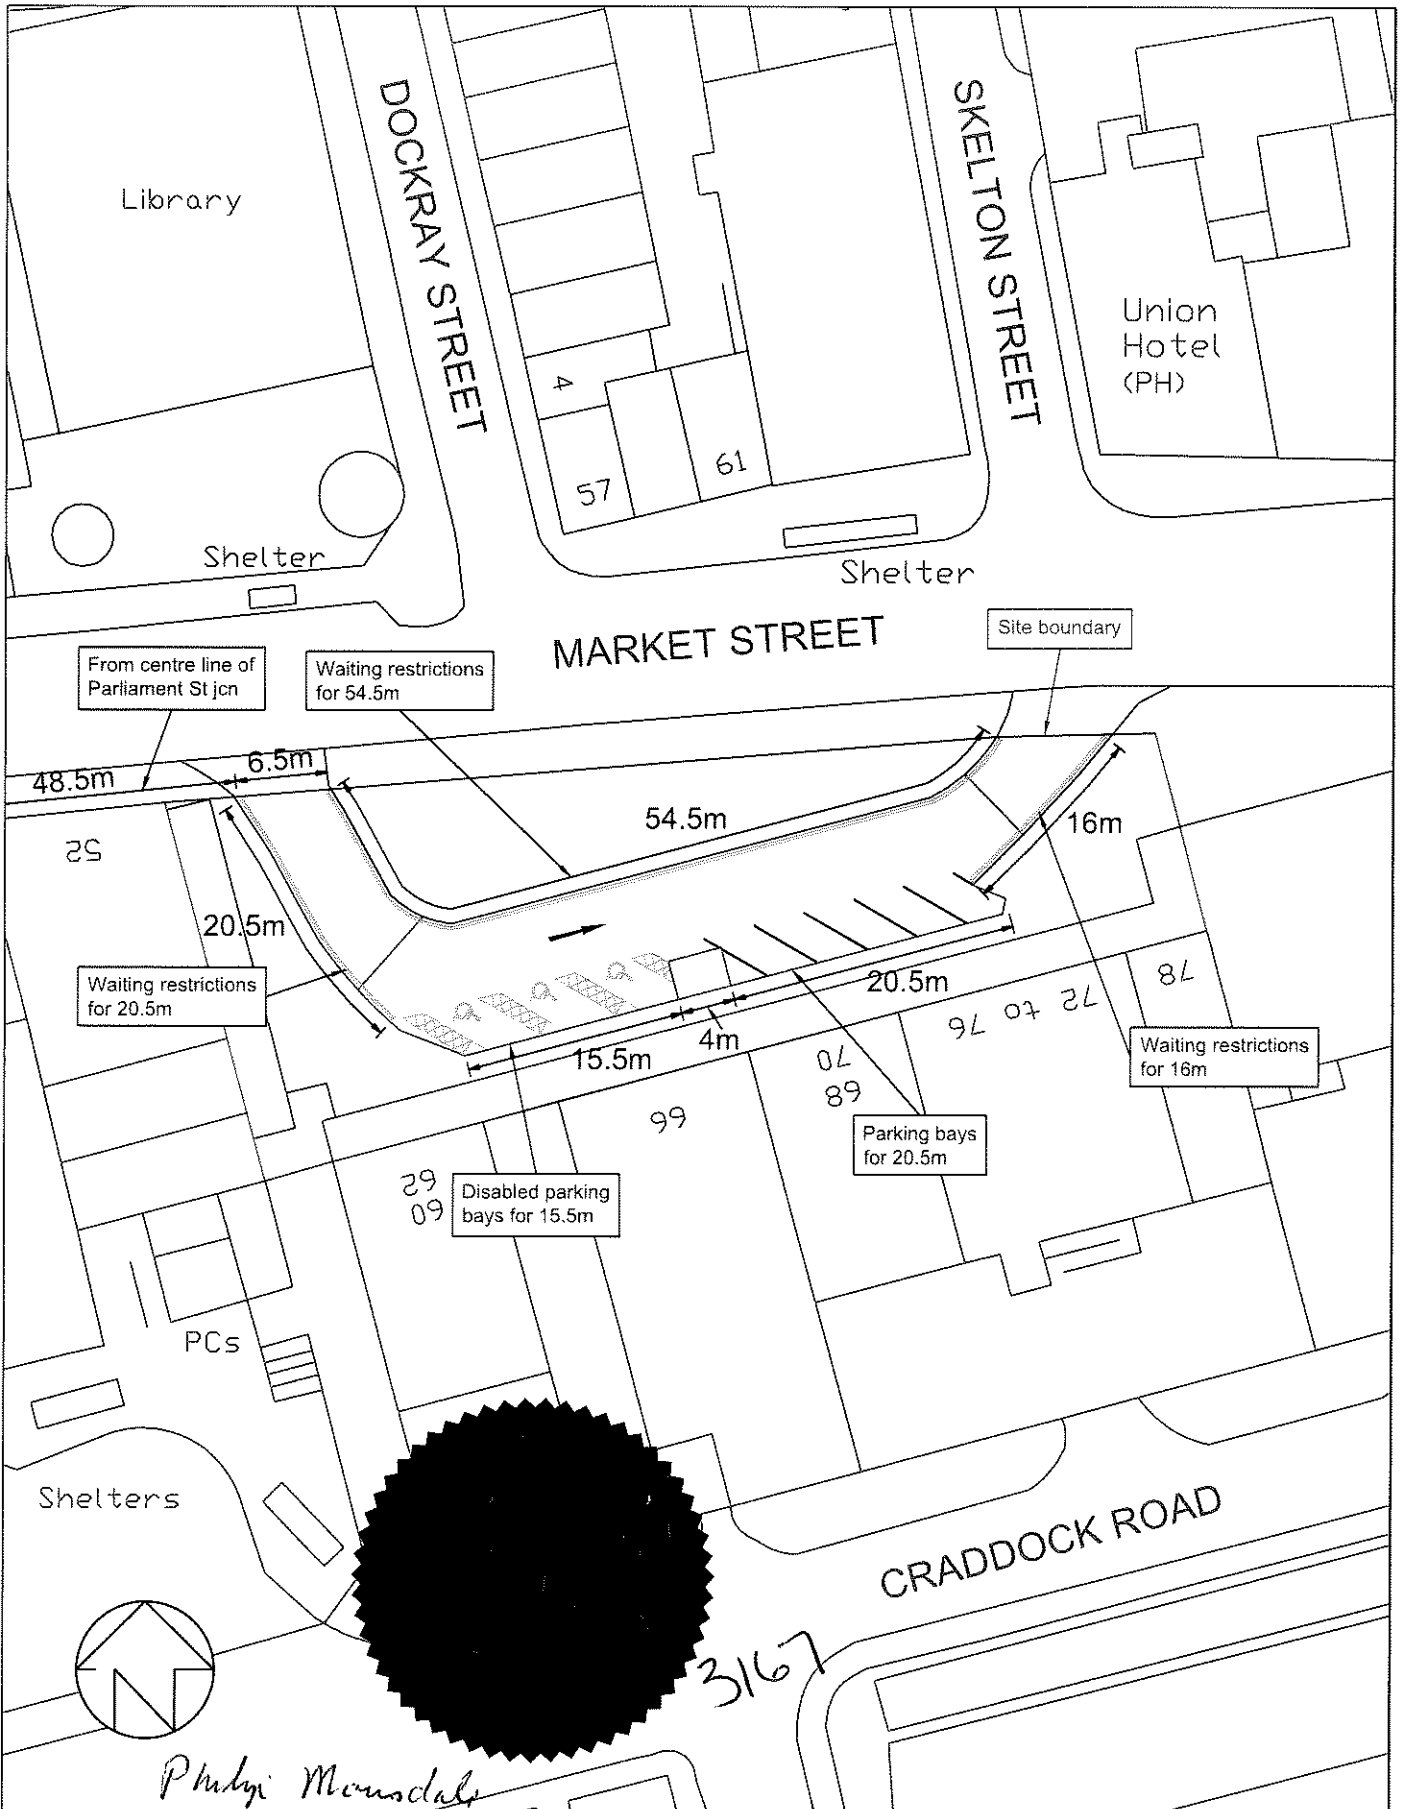 DOCKRAY STREET
SKELTON STREET
Library
Union
Hotel
(PH)
4
57
61
Shelter
Shelter
MARKET STREET
Site boundary
From centre line of
Parliament St jcn
Waiting restrictions
for 54.5m
48.5m
6.5m
54.5m
16m
52
20.5m
Waiting restrictions
for 20.5m
20.5m
4m
15.5m
78
72 to 76
70
68
66
Waiting restrictions
for 16m
Parking bays
for 20.5m
62
60
Disabled parking
bays for 15.5m
PCs
Shelters
CRADDOCK ROAD
N
3167